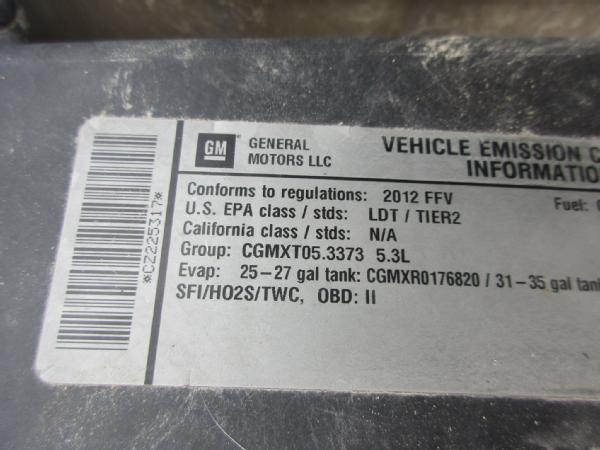 *CZ225317*
GM GENERAL MOTORS LLC
VEHICLE EMISSION
INFORMATION
Conforms to regulations: 2012 FFV Fuel:
U.S. EPA class / stds: LDT / TIER2
California class / stds: N/A
Group: CGMXT05.3373 5.3L
Evap: 25-27 gal tank: CGMXR0176820 / 31-35 gal tank
SFI/HO2S/TWC, OBD: II